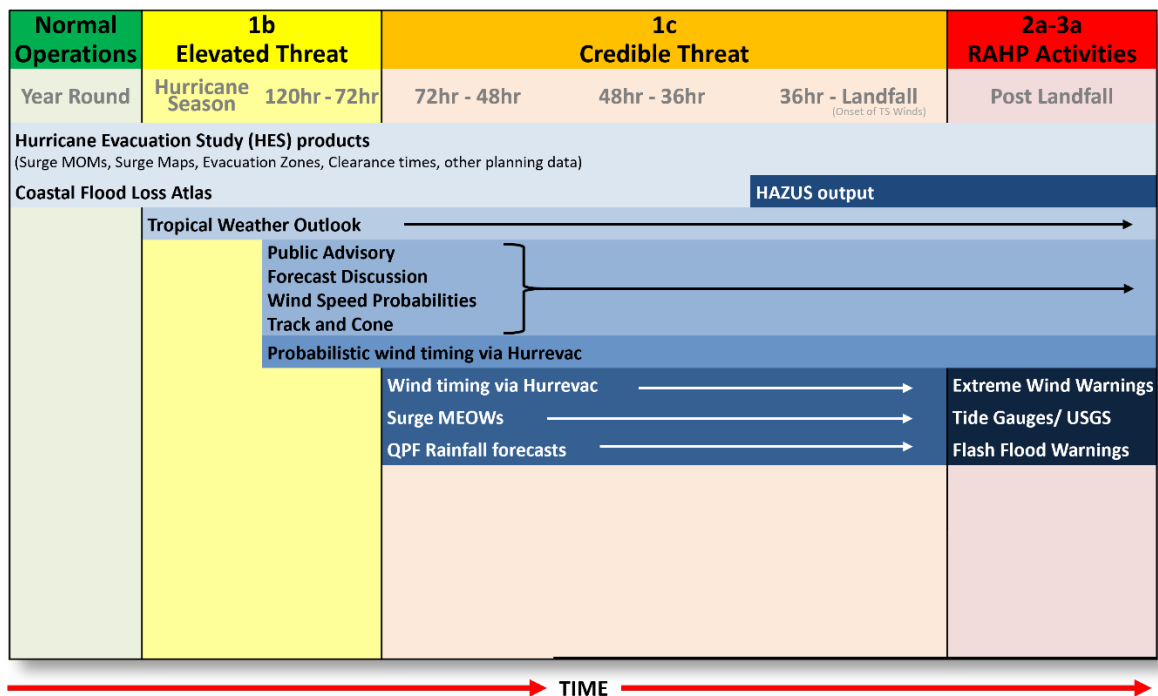 Normal Operations
1b
Elevated Threat
1c
Credible Threat
2a-3a
RAHP Activities
Year Round
Hurricane Season
120hr - 72hr
72hr - 48hr
48hr - 36hr
36hr - Landfall
(Onset of TS Winds)
Post Landfall
Hurricane Evacuation Study (HES) products
(Surge MOMs, Surge Maps, Evacuation Zones, Clearance times, other planning data)
Coastal Flood Loss Atlas
HAZUS output
Tropical Weather Outlook
Public Advisory
Forecast Discussion
Wind Speed Probabilities
Track and Cone
Probabilistic wind timing via Hurrevac
Wind timing via Hurrevac
Extreme Wind Warnings
Surge MEOWs
Tide Gauges/ USGS
QPF Rainfall forecasts
Flash Flood Warnings
TIME